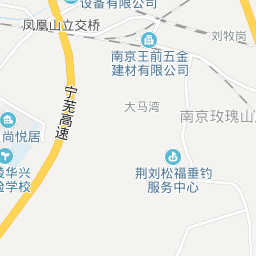 设备有限公司
凤凰山立交桥
刘牧岗
南京王前五金
建材有限公司
大马湾
宁芜高速
南京玫瑰山
尚悦居
荆刘松福垂钓
服务中心
陵华兴
验学校